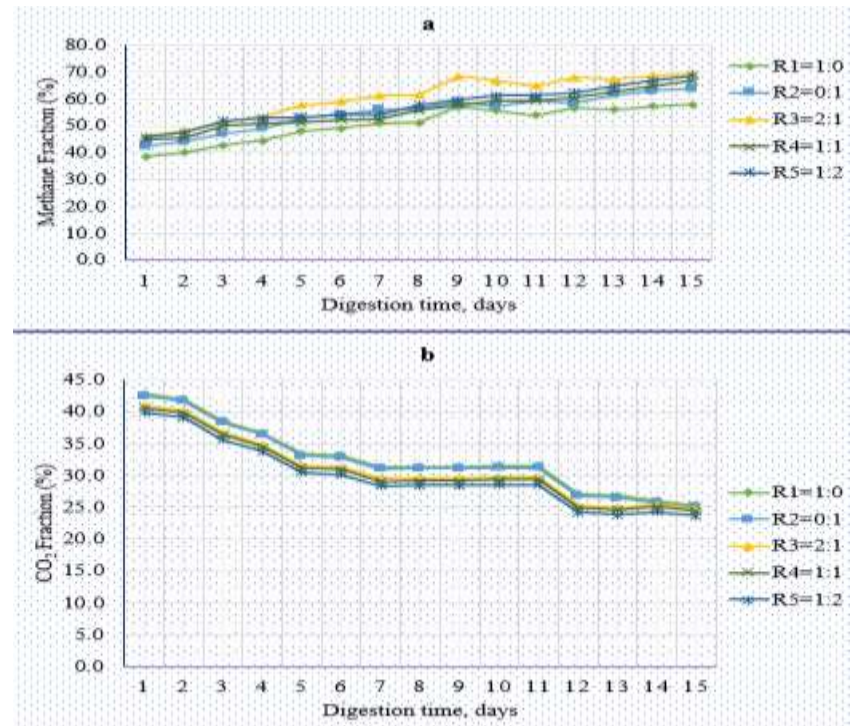 a
80.0
70.0
60.0
50.0
40.0
30.0
20.0
10.0
0.0
Methane Fraction (%)
1 2 3 4 5 6 7 8 9 10 11 12 13 14 15
Digestion time, days
R1=1:0
R2=0:1
R3=2:1
R4=1:1
R5=1:2
b
45.0
40.0
35.0
30.0
25.0
20.0
15.0
10.0
5.0
0.0
CO₂ Fraction (%)
1 2 3 4 5 6 7 8 9 10 11 12 13 14 15
Digestion time, days
R1=1:0
R2=0:1
R3=2:1
R4=1:1
R5=1:2